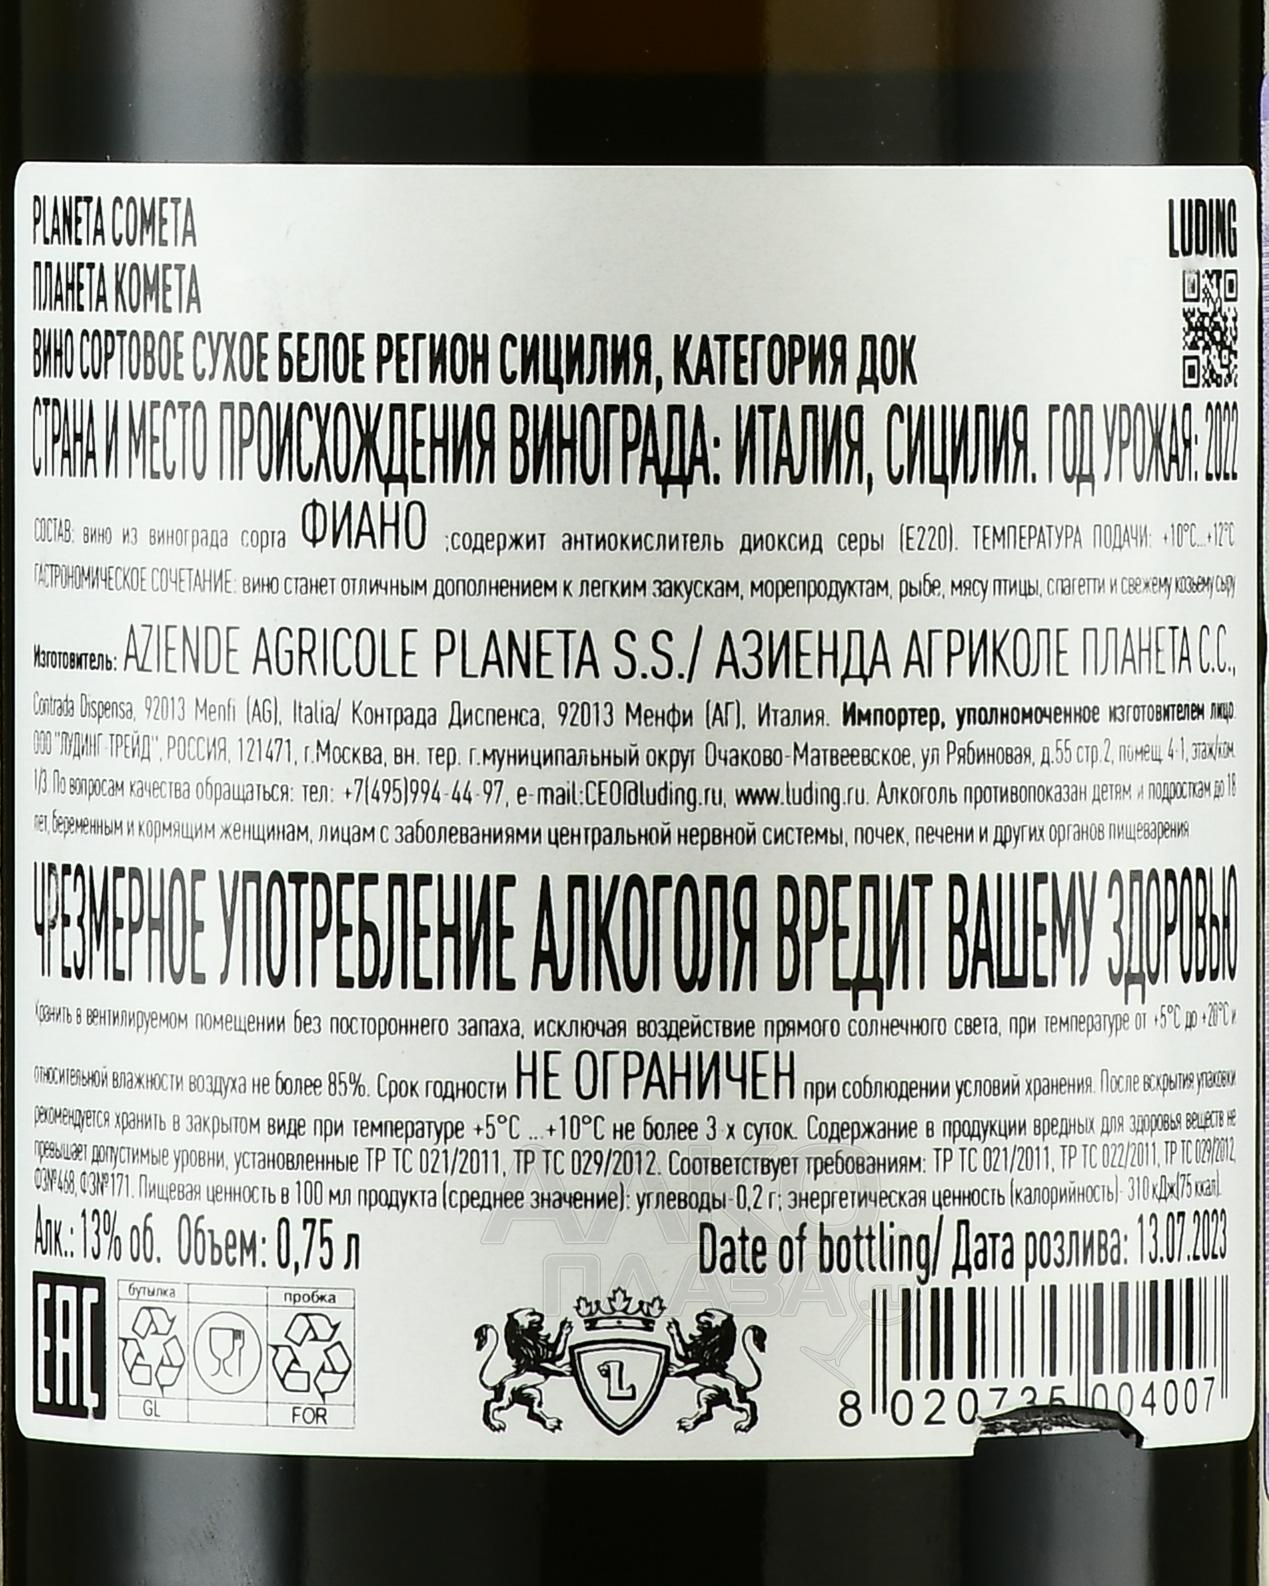 PLANETA COMETA
LUDING
ПЛАНЕТА КОМЕТА
ВИНО СОРТОВОЕ СУХОЕ БЕЛОЕ РЕГИОН СИЦИЛИЯ, КАТЕГОРИЯ ДОК
СТРАНА И МЕСТО ПРОИСХОЖДЕНИЯ ВИНОГРАДА: ИТАЛИЯ, СИЦИЛИЯ. ГОД УРОЖАЯ: 2022
СОСТАВ: вино из винограда сорта ФИАНО ;содержит антиокислитель диоксид серы (Е220). ТЕМПЕРАТУРА ПОДАЧИ: +10°С...+12°С
ГАСТРОНОМИЧЕСКОЕ СОЧЕТАНИЕ: вино станет отличным дополнением к легким закускам, морепродуктам, рыбе, мясу птицы, спагетти и свежему козьему сыру
Изготовитель: AZIENDE AGRICOLE PLANETA S.S./ АЗИЕНДА АГРИКОЛЕ ПЛАНЕТА С.С.,
Contrada Dispensa, 92013 Menfi (AG), Italia/ Контрада Диспенса, 92013 Менфи (АГ), Италия. Импортер, уполномоченное изготовителем лицо:
ООО "ЛУДИНГ-ТРЕЙД", РОССИЯ, 121471, г.Москва, вн. тер. г.муниципальный округ Очаково-Матвеевское, ул Рябиновая, д.55 стр.2, помещ. 4-1, этаж/ком.
1/3. По вопросам качества обращаться: тел: +7(495)994-44-97, e-mail:CEO@luding.ru, www.luding.ru. Алкоголь противопоказан детям и подросткам до 18
лет, беременным и кормящим женщинам, лицам с заболеваниями центральной нервной системы, почек, печени и других органов пищеварения.
ЧРЕЗМЕРНОЕ УПОТРЕБЛЕНИЕ АЛКОГОЛЯ ВРЕДИТ ВАШЕМУ ЗДОРОВЬЮ
Хранить в вентилируемом помещении без постороннего запаха, исключая воздействие прямого солнечного света, при температуре от +5°С до +20°С и
относительной влажности воздуха не более 85%. Срок годности НЕ ОГРАНИЧЕН при соблюдении условий хранения. После вскрытия упаковки
рекомендуется хранить в закрытом виде при температуре +5°С ... +10°С не более 3-х суток. Содержание в продукции вредных для здоровья веществ не
превышает допустимые уровни, установленные ТР ТС 021/2011, ТР ТС 029/2012. Соответствует требованиям: ТР ТС 021/2011, ТР ТС 022/2011, ТР ТС 029/2012,
ФЗ№468, ФЗ№171. Пищевая ценность в 100 мл продукта (среднее значение): углеводы- 0,2 г; энергетическая ценность (калорийность)- 310 кДж(75 ккал).
Алк.: 13% об. Объем: 0,75 л
Date of bottling/ Дата розлива: 13.07.2023
EAC
бутылка
пробка
GL
FOR
L
8 020735 004007
АЛКО
ПЛАЗА.ru